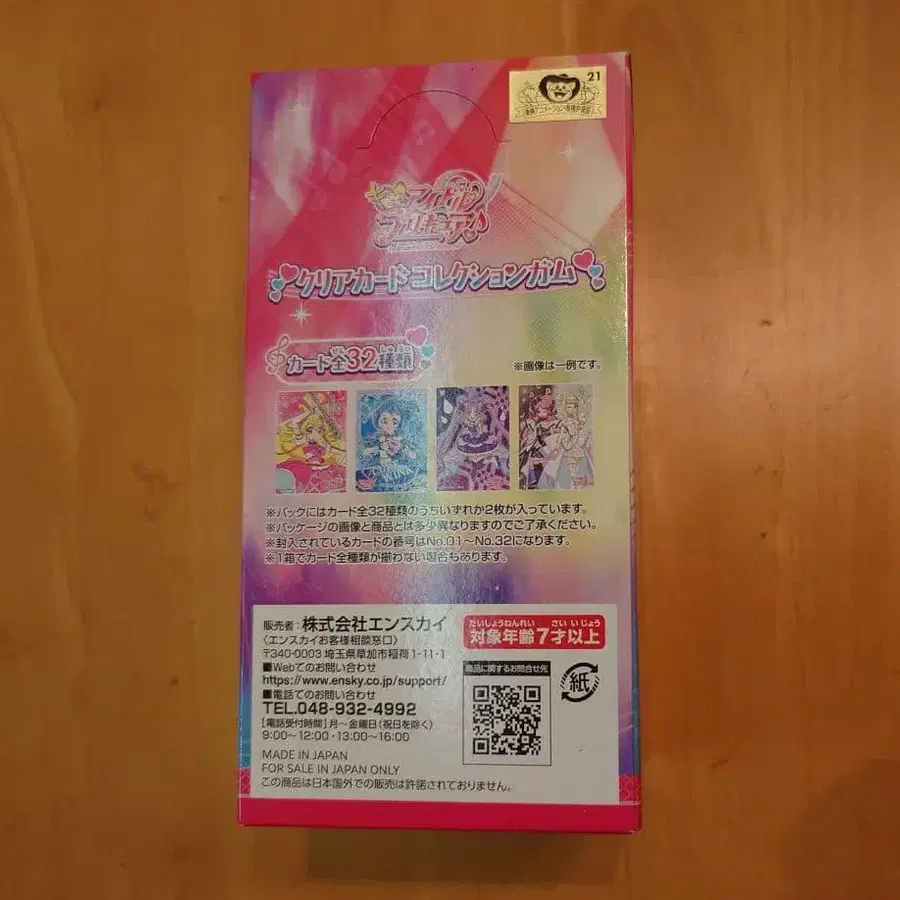 21
東映アニメーション・版権許諾証
アイドル
プリキュア♪
クリアカードコレクションガム
カード全32種類
※画像は一例です。
※パックにはカード全32種類のうちいずれか2枚が入っています。
※パッケージの画像と商品とは多少異なりますのでご了承ください。
※封入されているカードの番号はNo.01～No.32になります。
※1箱でカード全種類が揃わない場合もあります。
販売者：株式会社エンスカイ
〈エンスカイお客様相談窓口〉
〒340-0003 埼玉県草加市稲荷1-11-1
■Webでのお問い合わせ
https://www.ensky.co.jp/support/
■電話でのお問い合わせ
TEL.048-932-4992
【電話受付時間】月～金曜日（祝日を除く）
9:00～12:00・13:00～16:00
MADE IN JAPAN
FOR SALE IN JAPAN ONLY
この商品は日本国外での販売は許諾されておりません。
たいしょうねんれい さい いじょう
対象年齢7才以上
商品に関するお問合せ先
紙